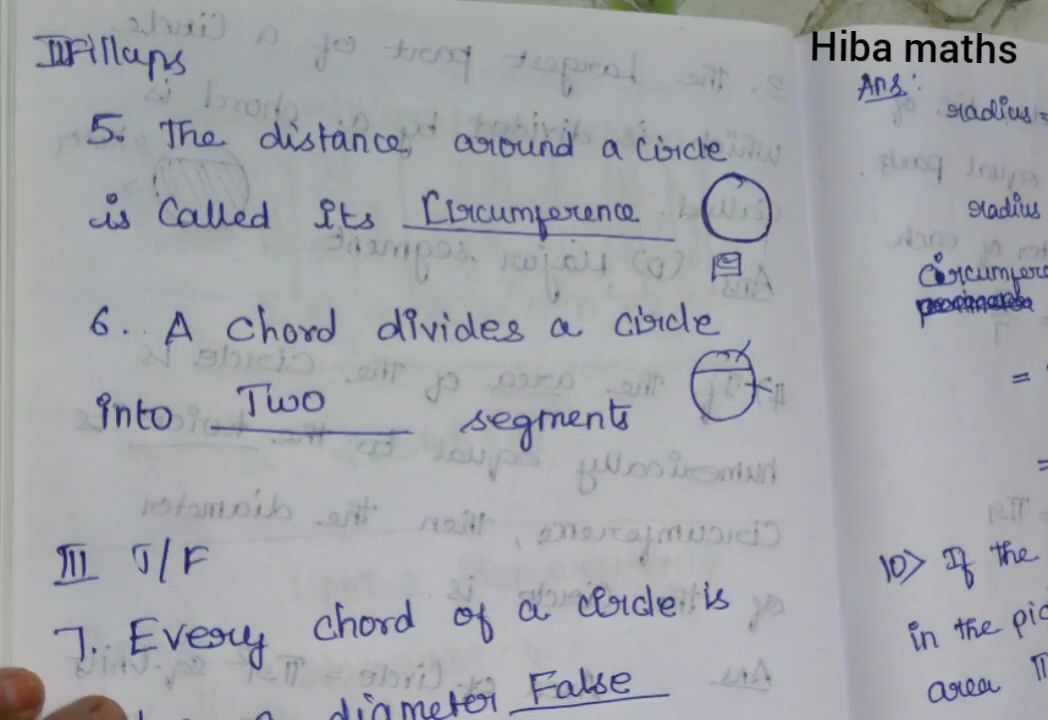 II Fillups
5. The distance around a circle
is Called its Circumference
6. A chord divides a circle
into Two segments
III T/F
7. Every chord of a circle is
a diameter False
Hiba maths
Ans:
radius =
radius
=
=
10> If the
in the
area